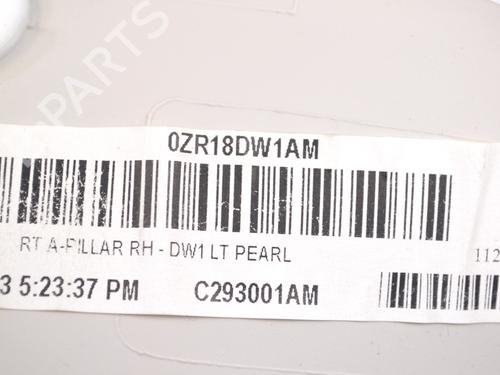 0ZR18DW1AM
RT A-PILLAR RH - DW1 LT PEARL
112
3 5:23:37 PM
C293001AM
B-PARTS